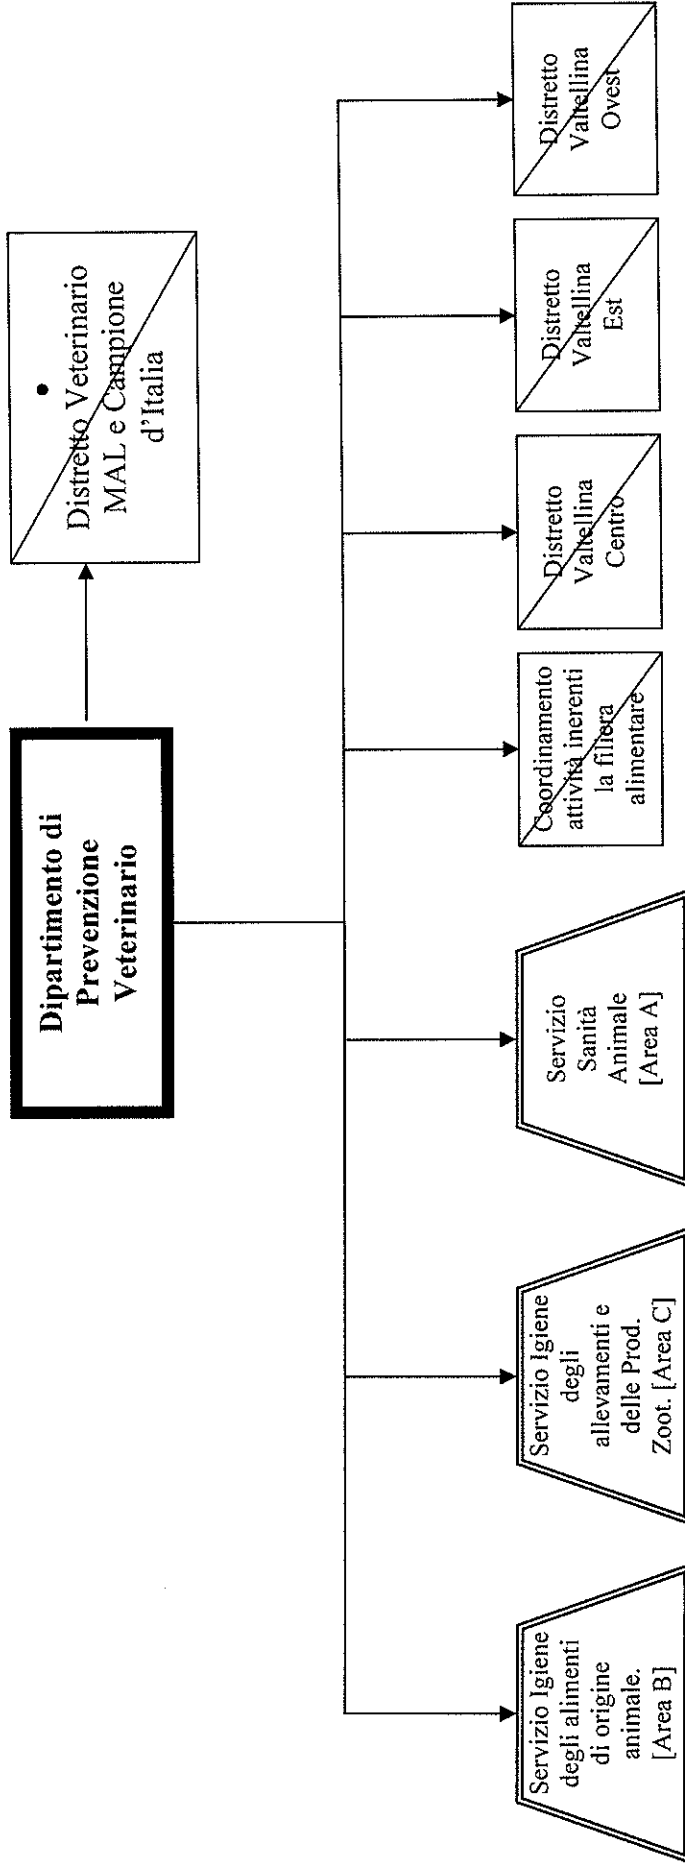 Dipartimento di
Prevenzione
Veterinario
Distretto Veterinario
MAL e Campione
d'Italia
Servizio Igiene
degli alimenti
di origine
animale.
[Area B]
Servizio Igiene
degli
allevamenti e
delle Prod.
Zoot. [Area C]
Servizio
Sanità
Animale
[Area A]
Coordinamento
attività inerenti
la filiera
alimentare
Distretto
Valtellina
Centro
Distretto
Valtellina
Est
Distretto
Valtellina
Ovest